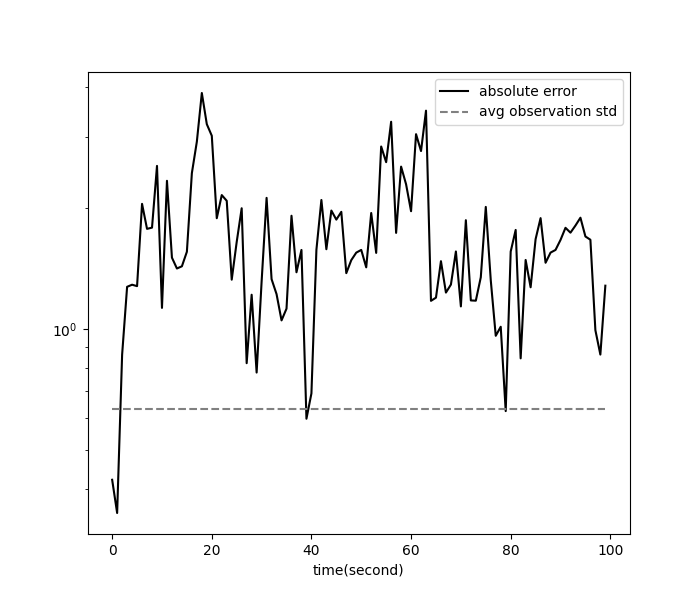 absolute error
avg observation std
10⁰
0 20 40 60 80 100
time(second)